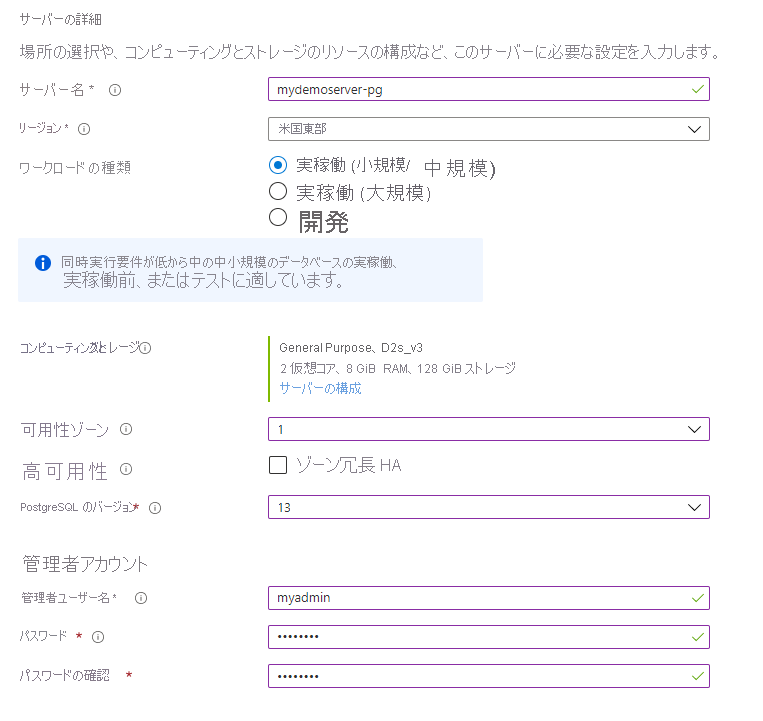 サーバーの詳細
場所の選択や、コンピューティングとストレージのリソースの構成など、このサーバーに必要な設定を入力します。
サーバー名 * mydemoserver-pg
リージョン * 米国東部
ワークロードの種類 実稼働 (小規模/ 中規模)
実稼働 (大規模)
開発
同時実行要件が低から中の中小規模のデータベースの実稼働、
実稼働前、またはテストに適しています。
コンピューティングとレージ General Purpose、D2s_v3
2 仮想コア、8 GiB RAM、128 GiB ストレージ
サーバーの構成
可用性ゾーン 1
高可用性 ゾーン冗長 HA
PostgreSQL のバージョン * 13
管理者アカウント
管理者ユーザー名 * myadmin
パスワード * ••••••••
パスワードの確認 * ••••••••